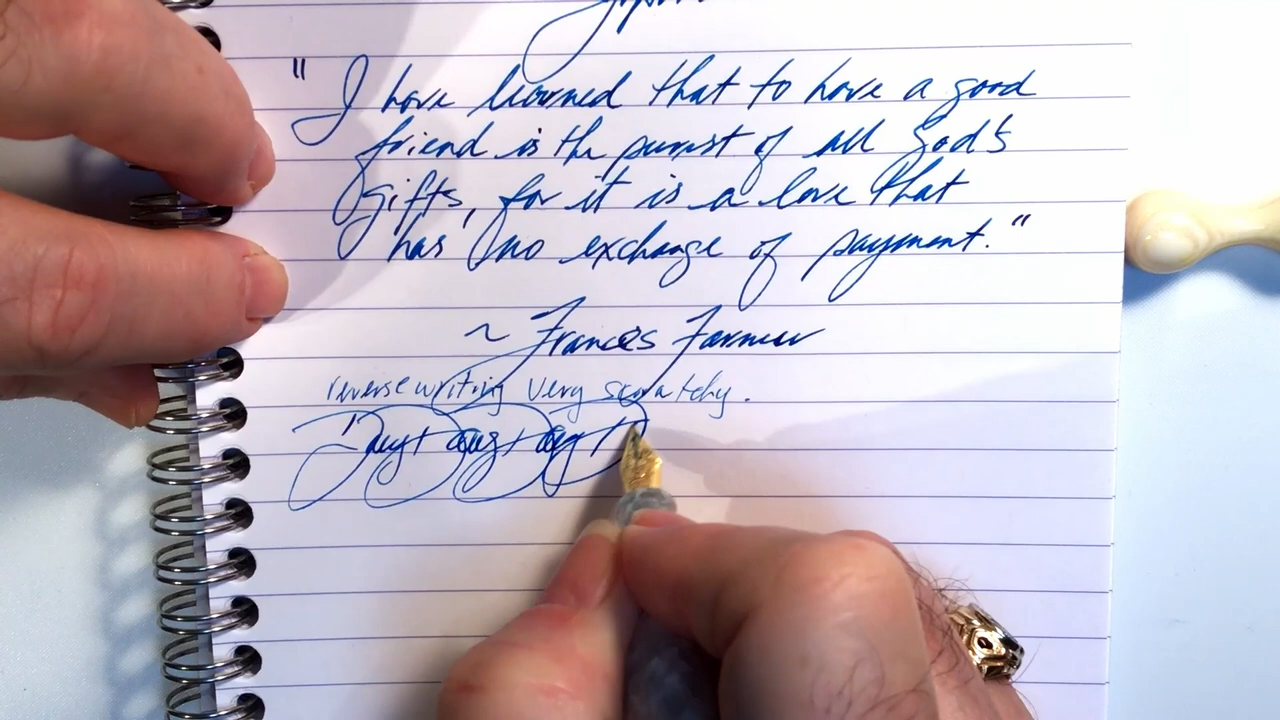 "I have learned that to have a good
friend is the purest of all God's
gifts, for it is a love that
has no exchange of payment."
~ Frances Farmer
reverse writing very scratchy.